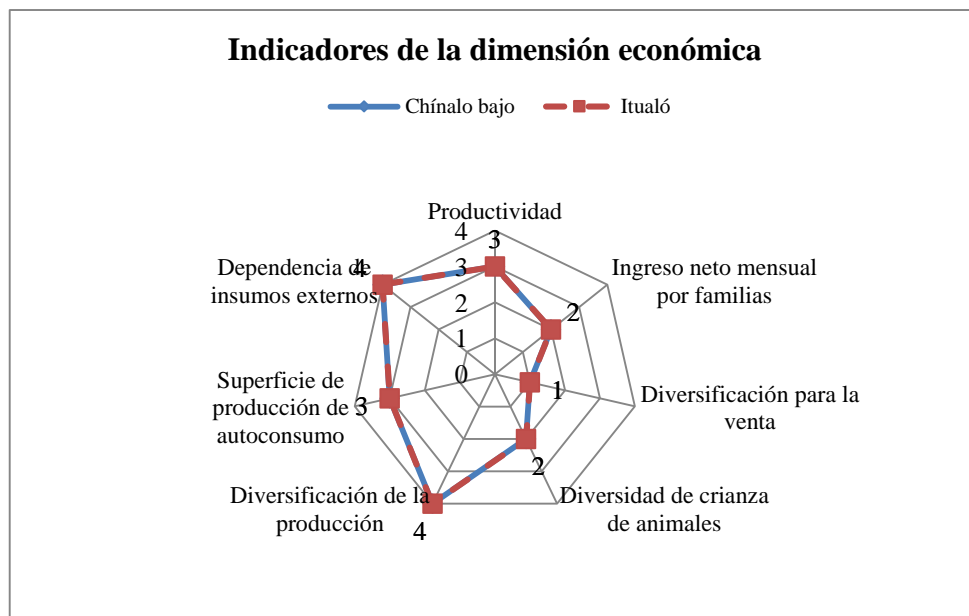 Indicadores de la dimensión económica
Chínalo bajo
Itualó
Productividad
4
3
3
2
1
0
Ingreso neto mensual
por familias
2
Diversificación para la
venta
1
Diversidad de crianza
de animales
2
Diversificación de la
producción
4
Superficie de
producción de
autoconsumo
3
Dependencia de
insumos externos
4